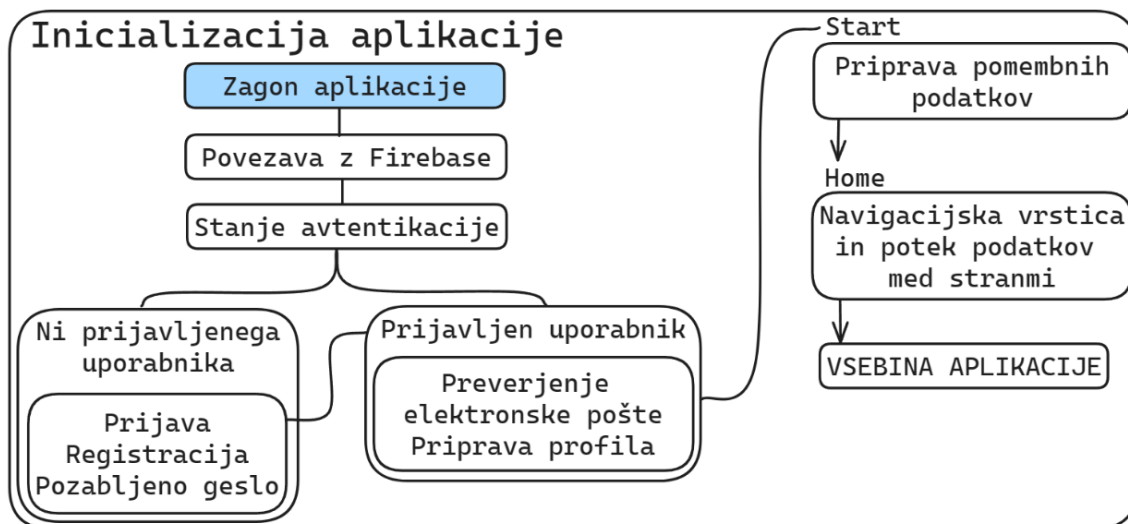 Inicializacija aplikacije
Zagon aplikacije
Povezava z Firebase
Stanje avtentikacije
Ni prijavljenega
uporabnika
Prijava
Registracija
Pozabljeno geslo
Prijavljen uporabnik
Preverjenje
elektronske pošte
Priprava profila
Start
Priprava pomembnih
podatkov
Home
Navigacijska vrstica
in potek podatkov
med stranmi
VSEBINA APLIKACIJE